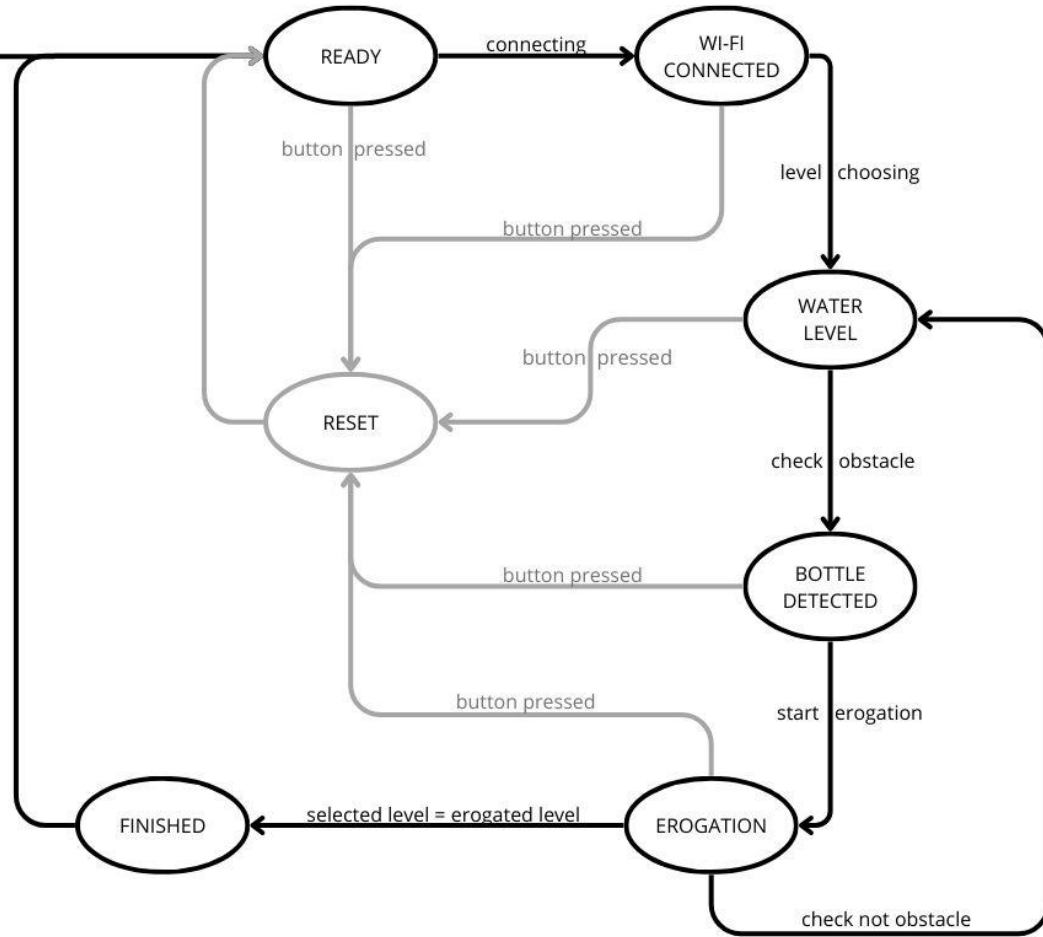 READY
connecting
WI-FI
CONNECTED
button pressed
level choosing
button pressed
WATER
LEVEL
button pressed
RESET
check obstacle
BOTTLE
DETECTED
button pressed
button pressed
start erogation
FINISHED
selected level = erogated level
EROGATION
check not obstacle